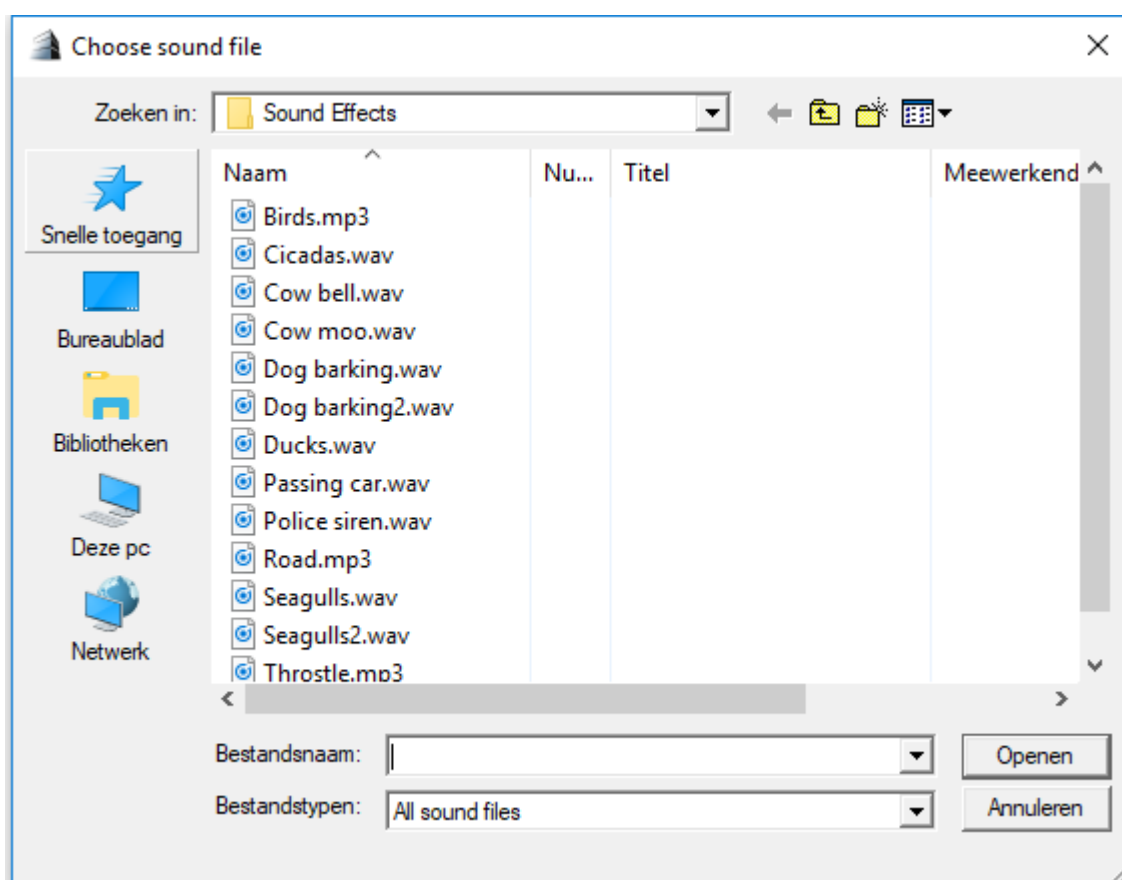 Choose sound file
Zoeken in: Sound Effects
Naam Nu... Titel Meewerkend
Snelle toegang
Bureaublad
Bibliotheken
Deze pc
Netwerk
Birds.mp3
Cicadas.wav
Cow bell.wav
Cow moo.wav
Dog barking.wav
Dog barking2.wav
Ducks.wav
Passing car.wav
Police siren.wav
Road.mp3
Seagulls.wav
Seagulls2.wav
Throstle.mp3
Bestandsnaam: Openen
Bestandstypen: All sound files Annuleren